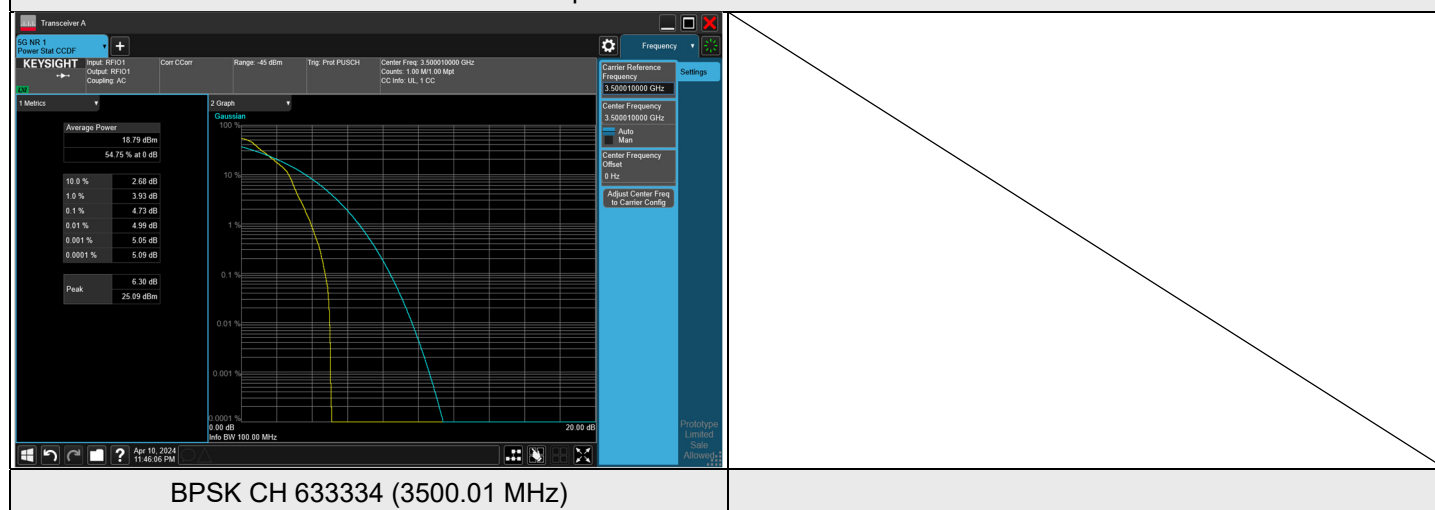 Transceiver A
5G NR 1
Power Stat CCDF
+
Frequency
KEYSIGHT
Input: RFIO1
Output: RFIO1
Coupling: AC
Corr CCorr
Range: -45 dBm
Trig: Prot PUSCH
Center Freq: 3.500010000 GHz
Counts: 1.00 M/1.00 Mpt
CC Info: UL, 1 CC
LXI
1 Metrics
Average Power
18.79 dBm
54.75 % at 0 dB
10.0 % 2.68 dB
1.0 % 3.93 dB
0.1 % 4.73 dB
0.01 % 4.99 dB
0.001 % 5.05 dB
0.0001 % 5.09 dB
Peak
6.30 dB
25.09 dBm
2 Graph
Gaussian
100 %
10 %
1 %
0.1 %
0.01 %
0.001 %
0.0001 %
0.00 dB
20.00 dB
Info BW 100.00 MHz
Carrier Reference
Frequency
3.500010000 GHz
Center Frequency
3.500010000 GHz
Auto
Man
Center Frequency
Offset
0 Hz
Adjust Center Freq
to Carrier Config
Settings
Prototype
Limited
Sale
Allowed
?
Apr 10, 2024
11:46:06 PM
BPSK CH 633334 (3500.01 MHz)